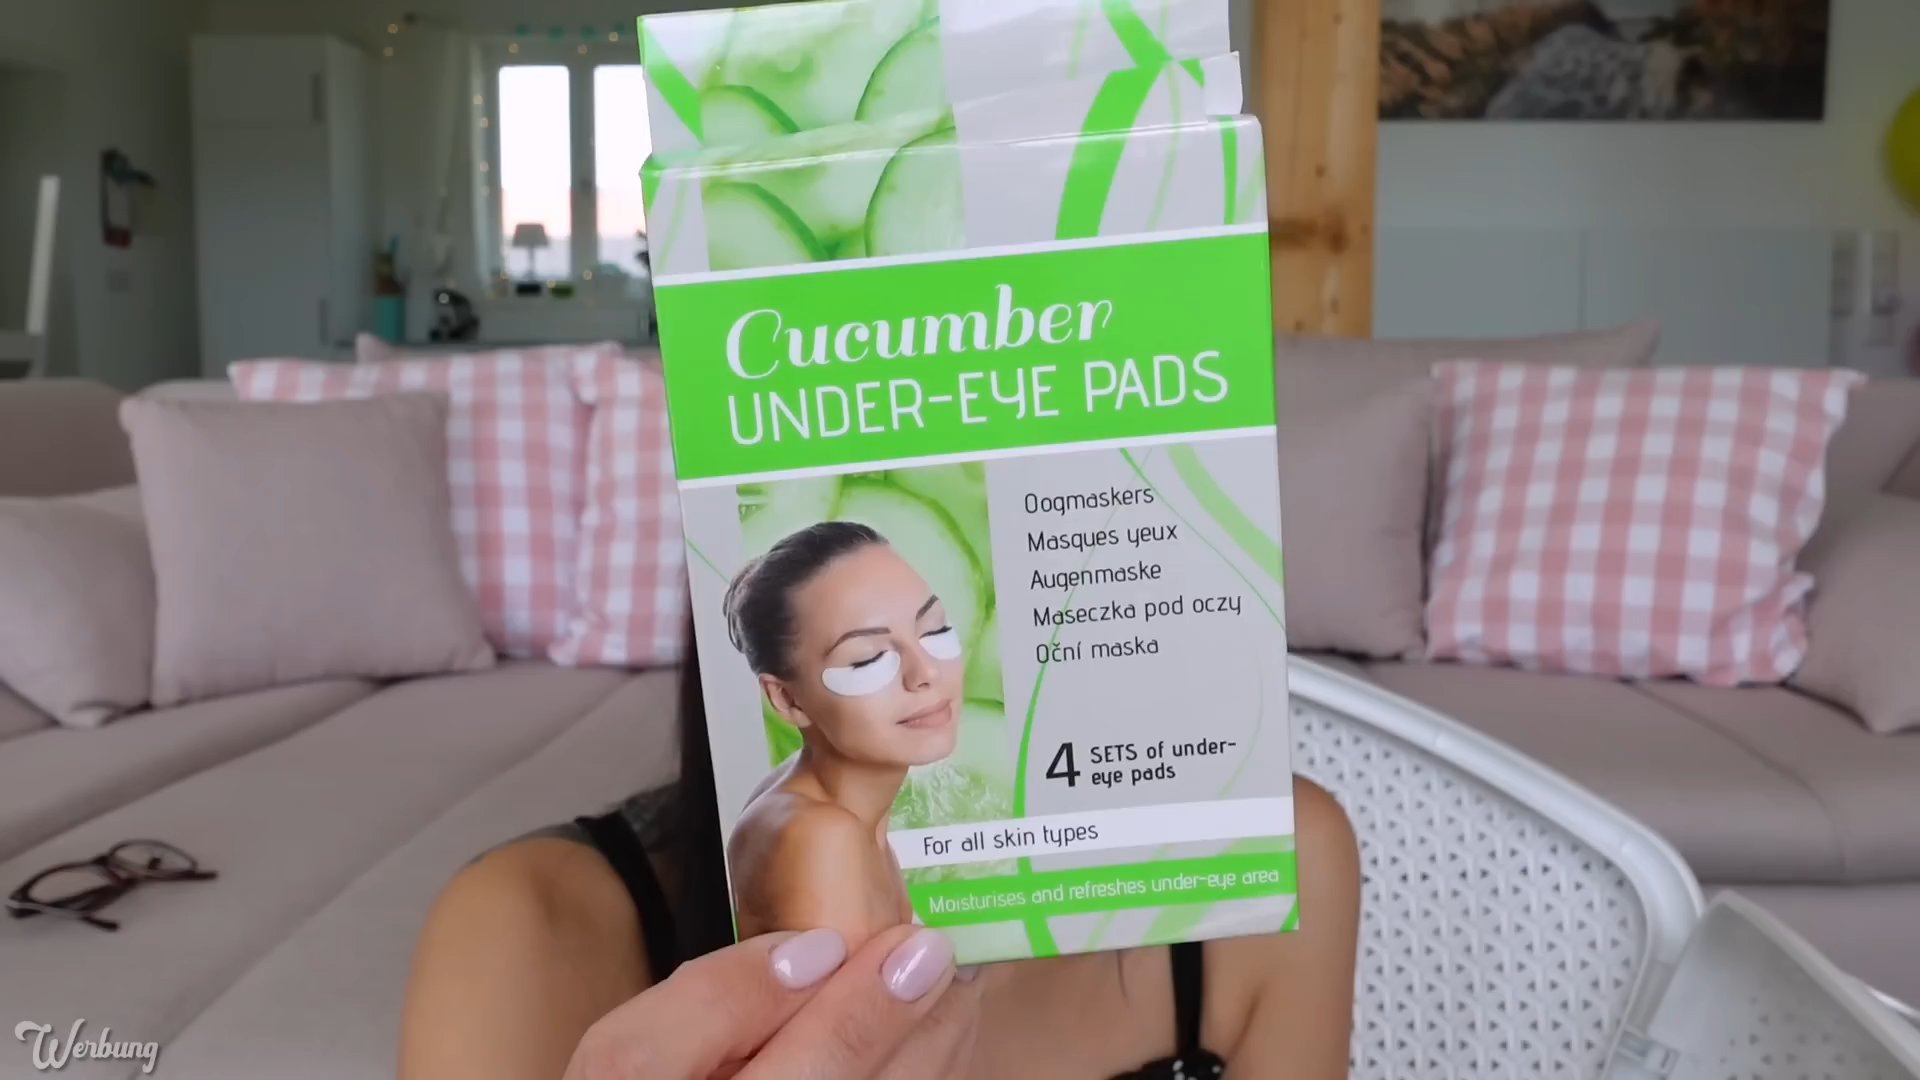 Cucumber
UNDER-EYE PADS
Oogmaskers
Masques yeux
Augenmaske
Maseczka pod oczy
Oční maska
4 SETS of under-
eye pads
For all skin types
Moisturises and refreshes under-eye area
Werbung